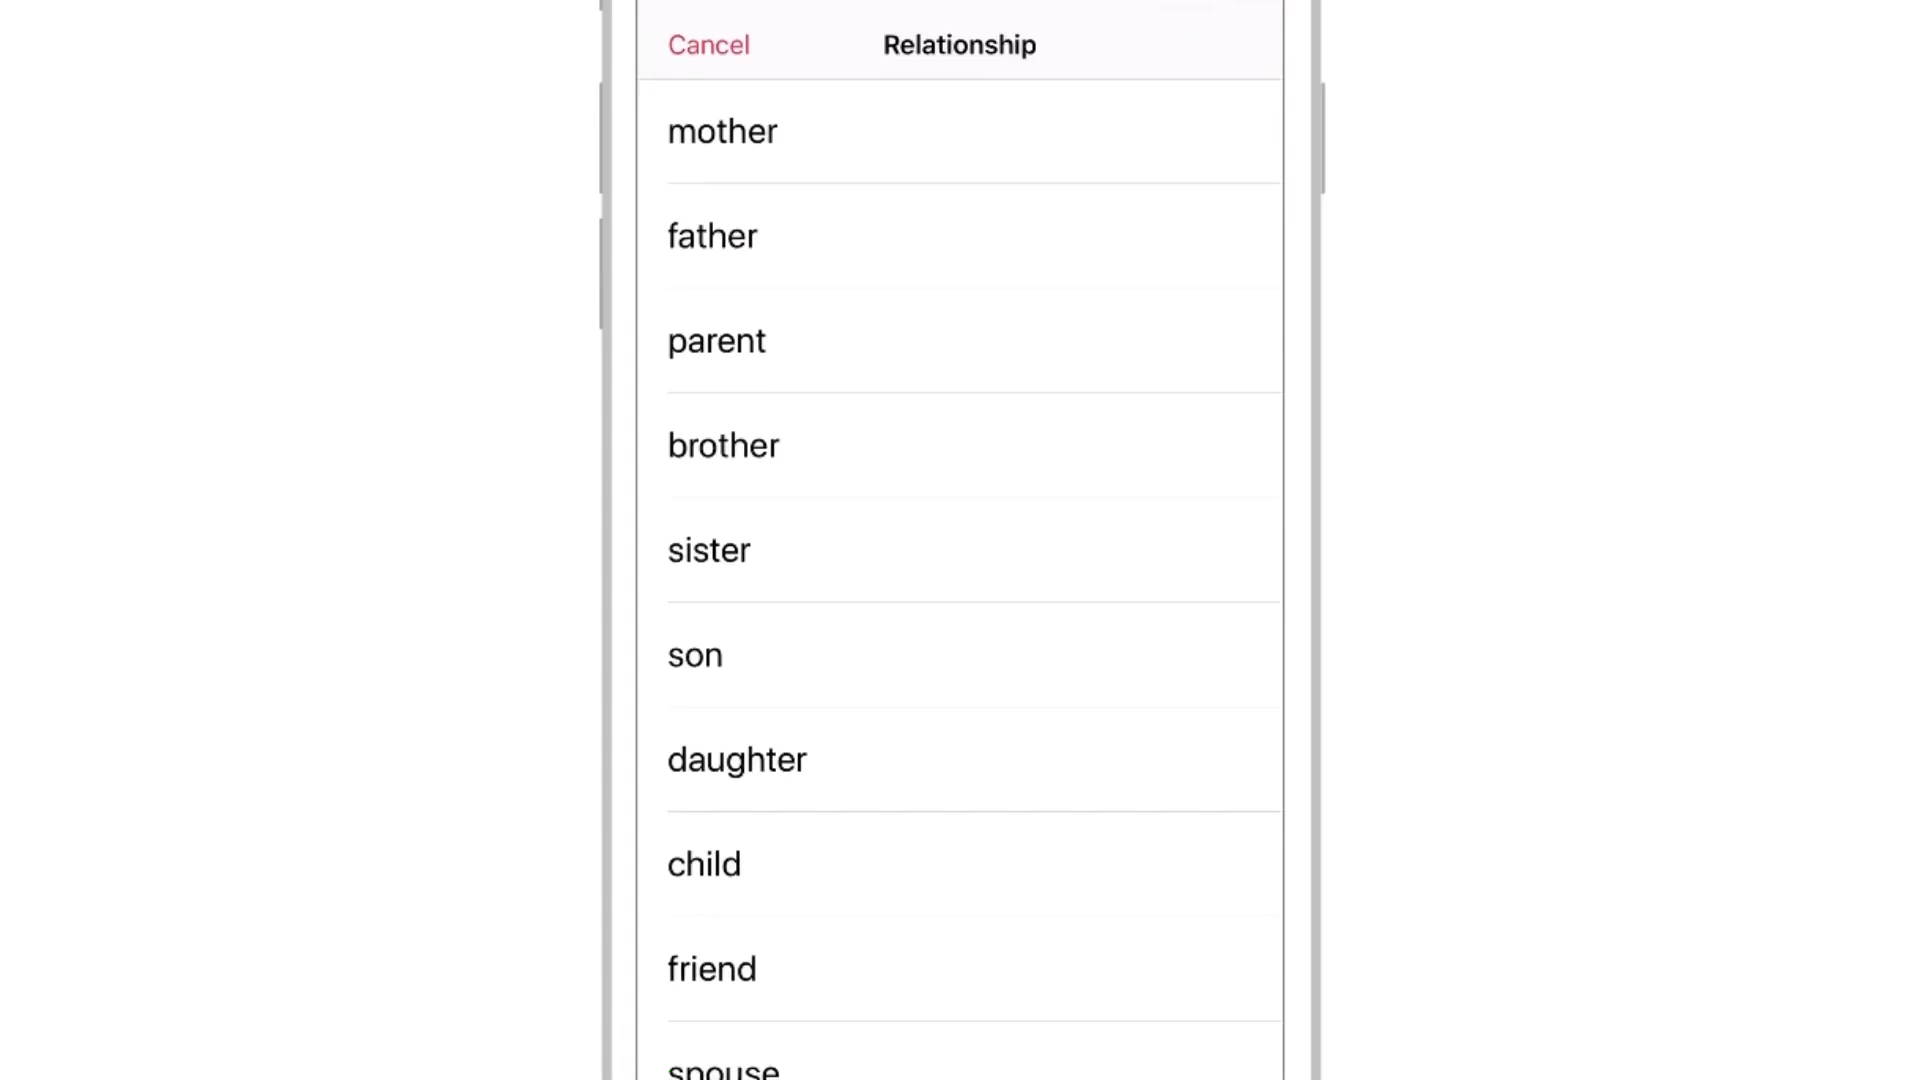 Cancel Relationship
mother
father
parent
brother
sister
son
daughter
child
friend
spouse